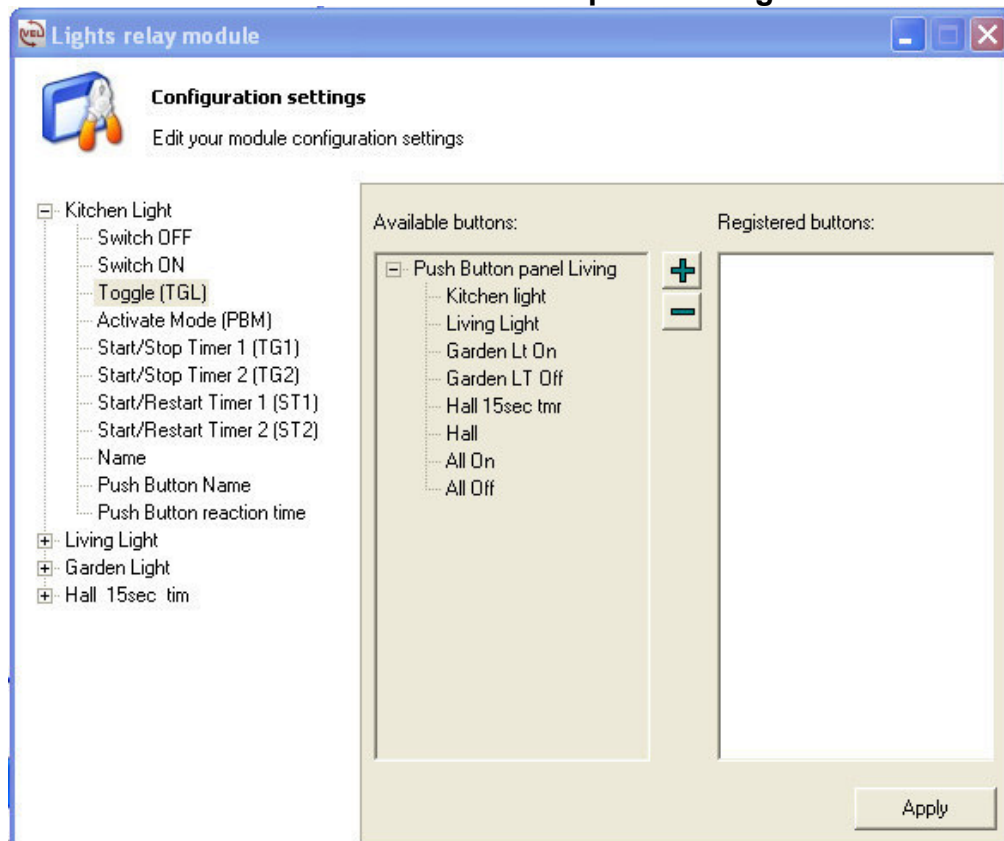 Lights relay module
Configuration settings
Edit your module configuration settings
Kitchen Light
Switch OFF
Switch ON
Toggle (TGL)
Activate Mode (PBM)
Start/Stop Timer 1 (TG1)
Start/Stop Timer 2 (TG2)
Start/Restart Timer 1 (ST1)
Start/Restart Timer 2 (ST2)
Name
Push Button Name
Push Button reaction time
Living Light
Garden Light
Hall 15sec tim
Available buttons:
Push Button panel Living
Kitchen light
Living Light
Garden Lt On
Garden LT Off
Hall 15sec tmr
Hall
All On
All Off
Registered buttons:
Apply